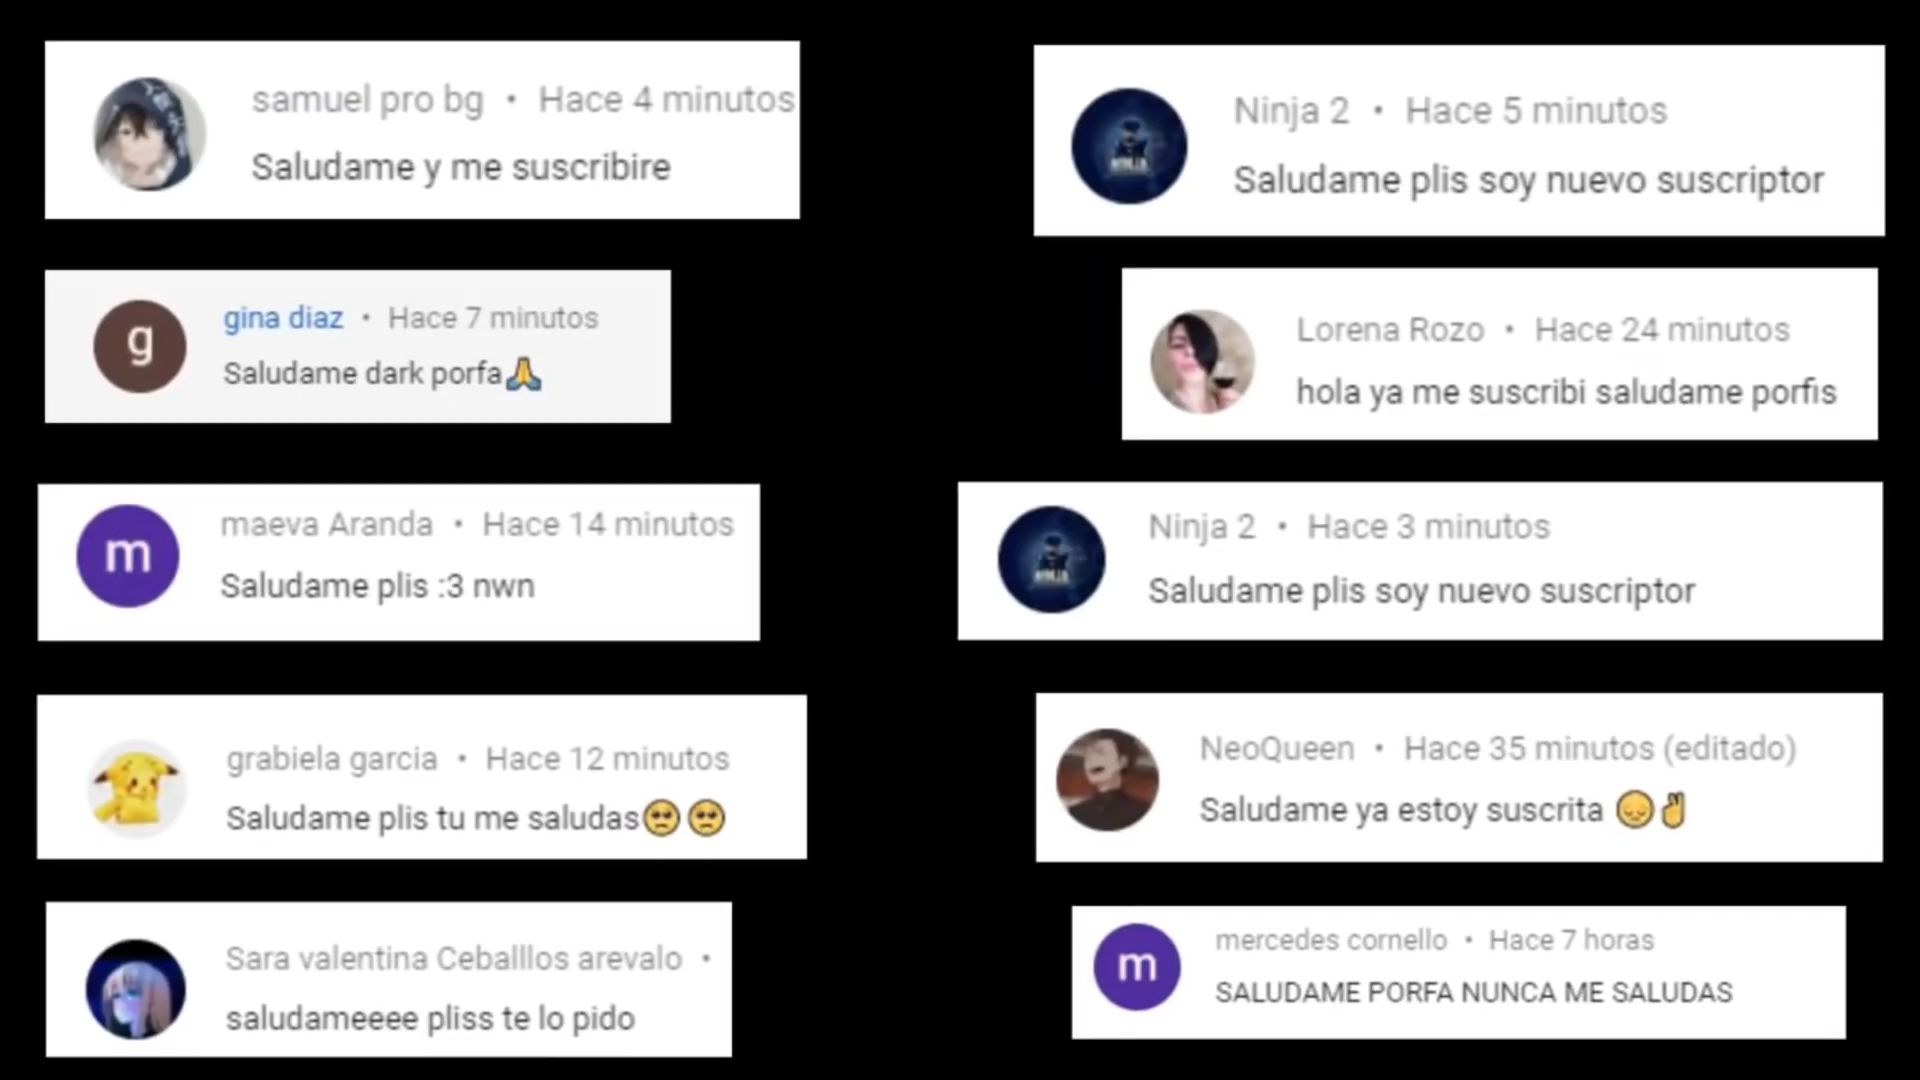 samuel pro bg • Hace 4 minutos
Saludame y me suscribire
Ninja 2 • Hace 5 minutos
Saludame plis soy nuevo suscriptor
g
gina diaz • Hace 7 minutos
Saludame dark porfa🙏
Lorena Rozo • Hace 24 minutos
hola ya me suscribi saludame porfis
m
maeva Aranda • Hace 14 minutos
Saludame plis :3 nwn
NINJA
Ninja 2 • Hace 3 minutos
Saludame plis soy nuevo suscriptor
grabiela garcia • Hace 12 minutos
Saludame plis tu me saludas🥺🥺
NeoQueen • Hace 35 minutos (editado)
Saludame ya estoy suscrita 😞✌
Sara valentina Ceballlos arevalo •
saludameeee pliss te lo pido
m
mercedes cornello • Hace 7 horas
SALUDAME PORFA NUNCA ME SALUDAS